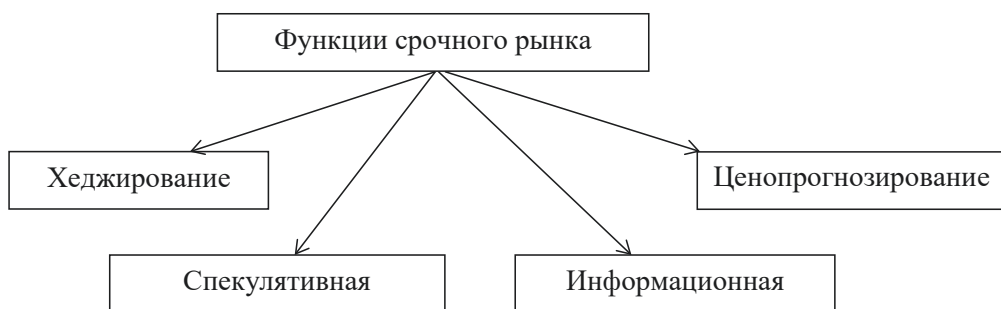 Функции срочного рынка
Хеджирование
Ценопрогнозирование
Спекулятивная
Информационная